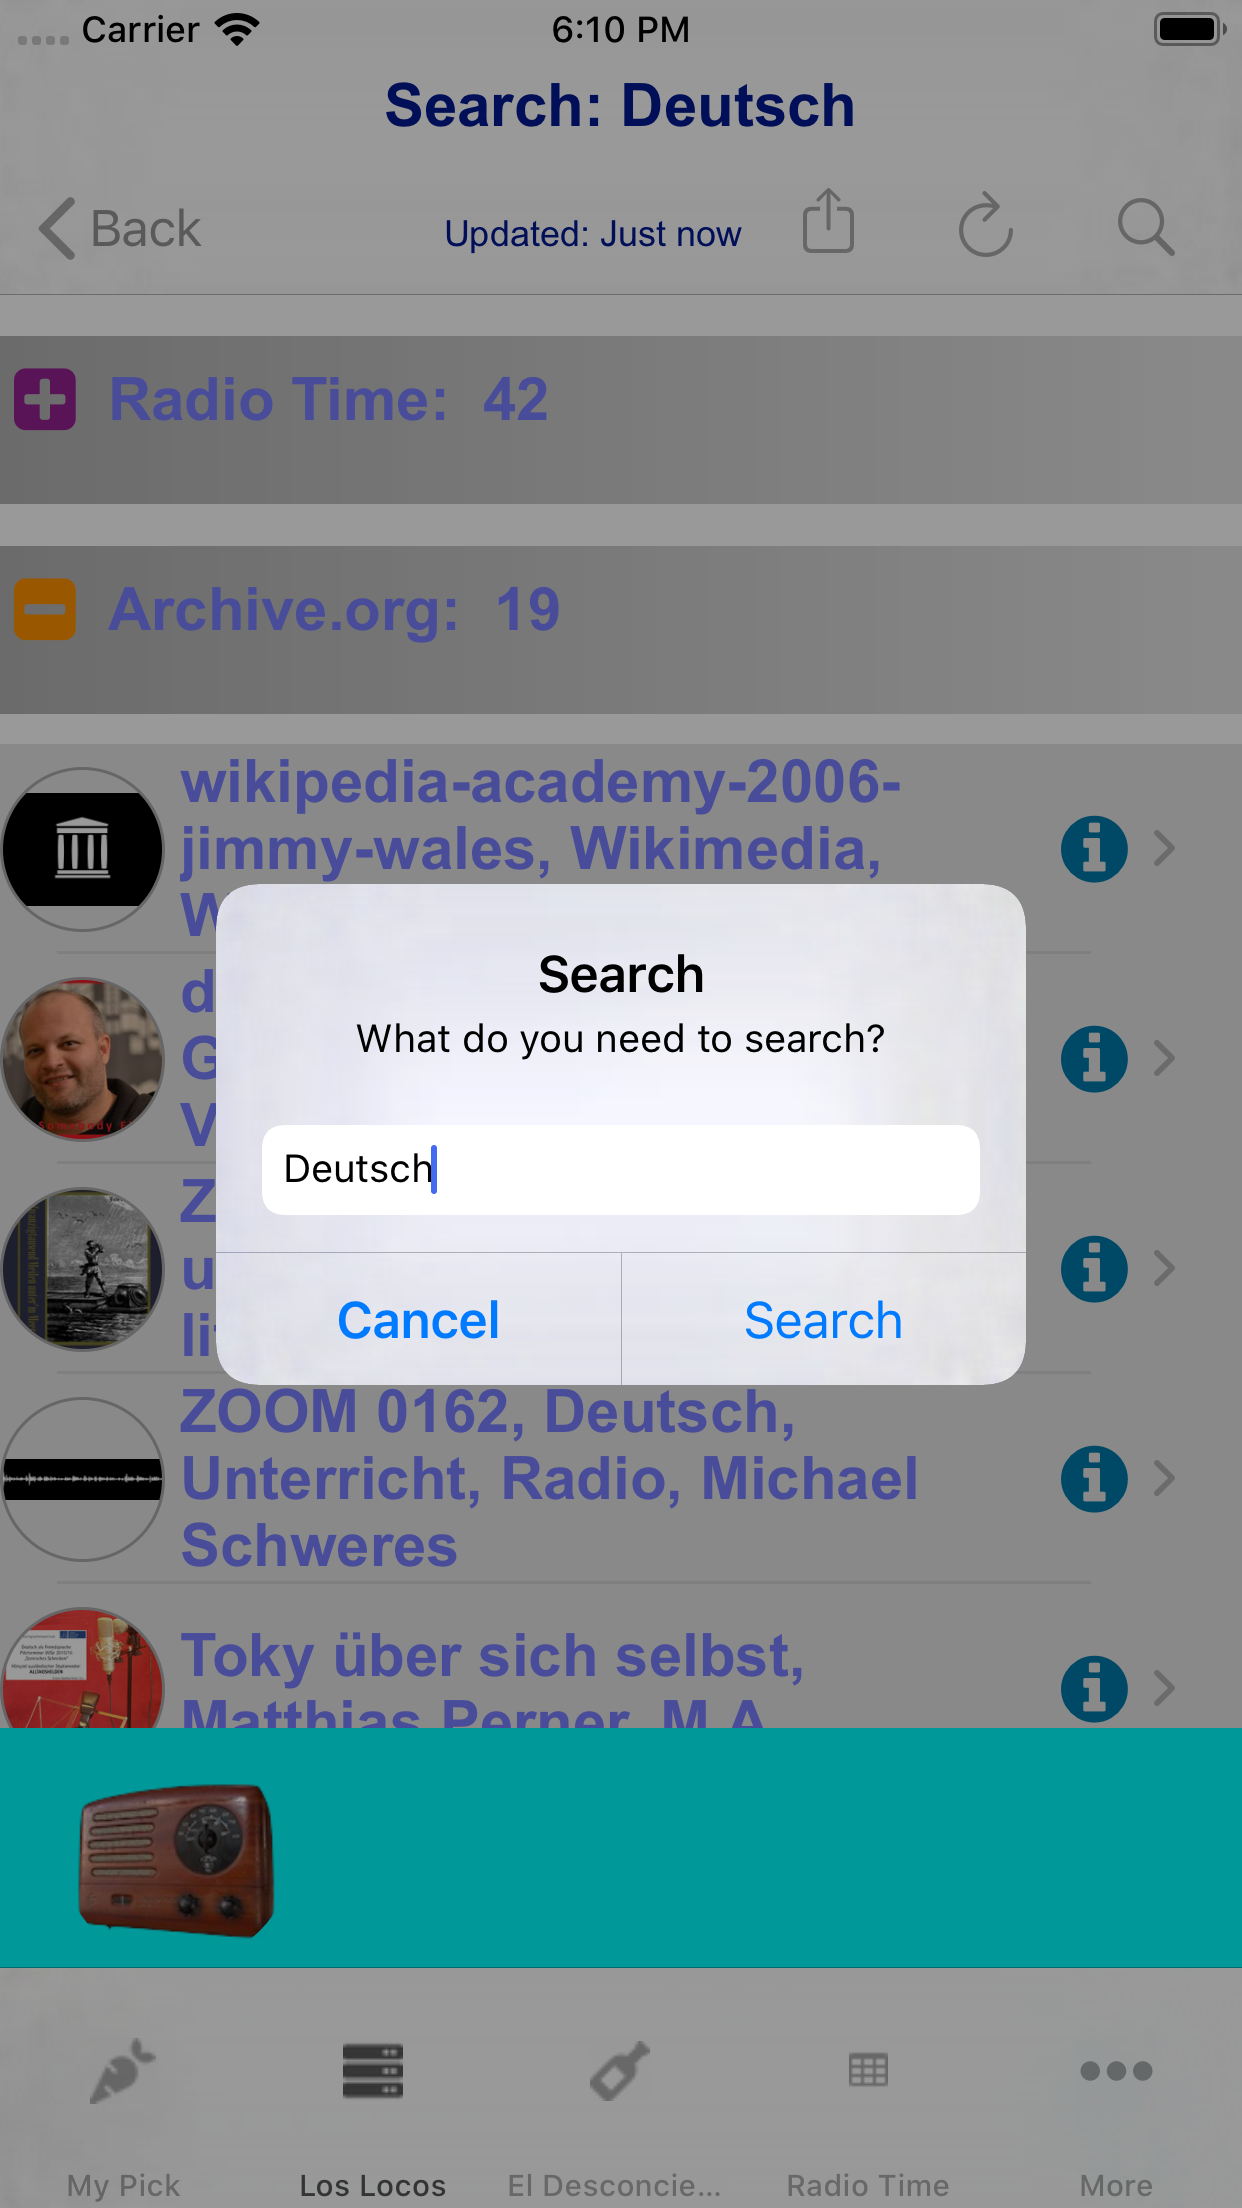 Carrier 6:10 PM
Search: Deutsch
Back Updated: Just now
Radio Time: 42
Archive.org: 19
wikipedia-academy-2006-
jimmy-wales, Wikimedia,
Search
What do you need to search?
Deutsch
Cancel Search
ZOOM 0162, Deutsch,
Unterricht, Radio, Michael
Schweres
Toky über sich selbst,
Matthias Perner, M.A.
My Pick Los Locos El Desconcie... Radio Time More